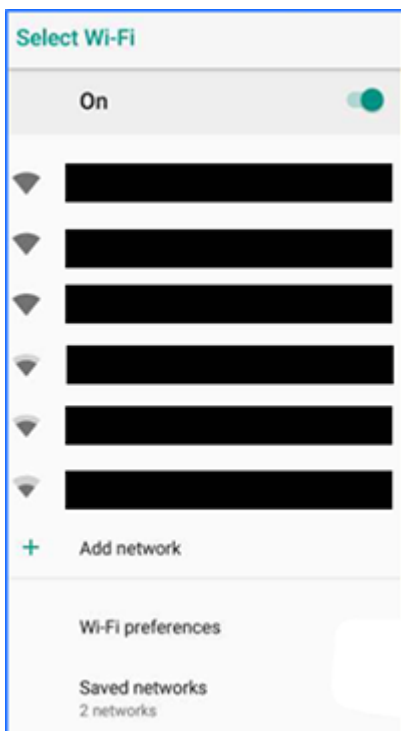 Select Wi-Fi
On
+ Add network
Wi-Fi preferences
Saved networks
2 networks